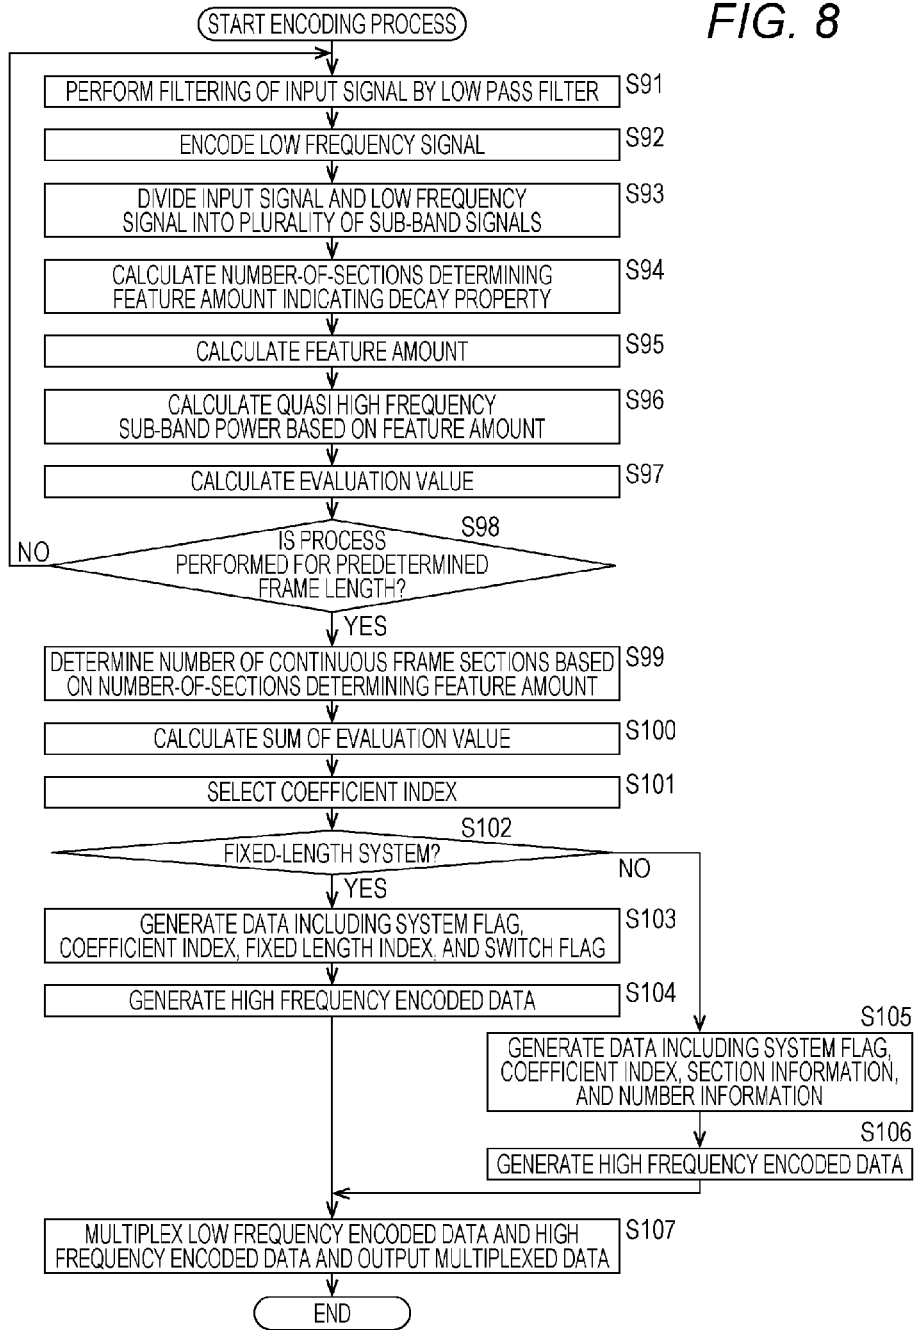 FIG. 8
START ENCODING PROCESS
S91
PERFORM FILTERING OF INPUT SIGNAL BY LOW PASS FILTER
S92
ENCODE LOW FREQUENCY SIGNAL
S93
DIVIDE INPUT SIGNAL AND LOW FREQUENCY
SIGNAL INTO PLURALITY OF SUB-BAND SIGNALS
S94
CALCULATE NUMBER-OF-SECTIONS DETERMINING
FEATURE AMOUNT INDICATING DECAY PROPERTY
S95
CALCULATE FEATURE AMOUNT
S96
CALCULATE QUASI HIGH FREQUENCY
SUB-BAND POWER BASED ON FEATURE AMOUNT
S97
CALCULATE EVALUATION VALUE
S98
IS PROCESS
PERFORMED FOR PREDETERMINED
FRAME LENGTH?
NO
YES
S99
DETERMINE NUMBER OF CONTINUOUS FRAME SECTIONS BASED
ON NUMBER-OF-SECTIONS DETERMINING FEATURE AMOUNT
S100
CALCULATE SUM OF EVALUATION VALUE
S101
SELECT COEFFICIENT INDEX
S102
FIXED-LENGTH SYSTEM?
NO
YES
S103
GENERATE DATA INCLUDING SYSTEM FLAG,
COEFFICIENT INDEX, FIXED LENGTH INDEX, AND SWITCH FLAG
S104
GENERATE HIGH FREQUENCY ENCODED DATA
S105
GENERATE DATA INCLUDING SYSTEM FLAG,
COEFFICIENT INDEX, SECTION INFORMATION,
AND NUMBER INFORMATION
S106
GENERATE HIGH FREQUENCY ENCODED DATA
S107
MULTIPLEX LOW FREQUENCY ENCODED DATA AND HIGH
FREQUENCY ENCODED DATA AND OUTPUT MULTIPLEXED DATA
END